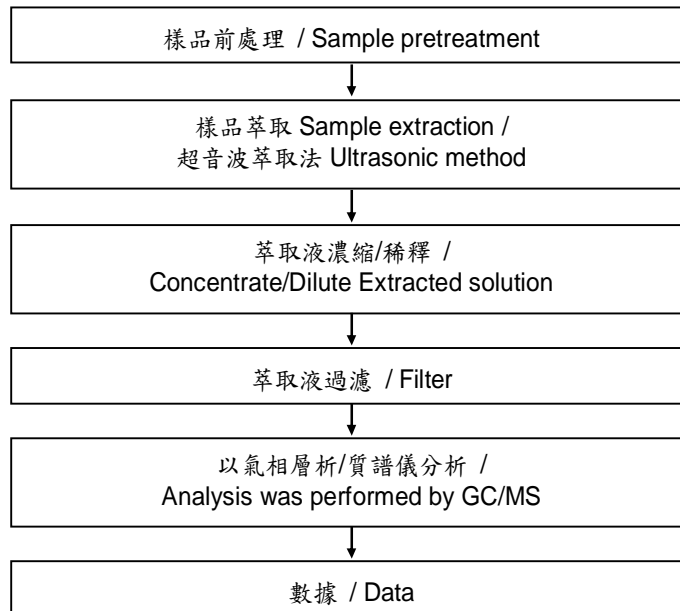 樣品前處理 / Sample pretreatment
樣品萃取 Sample extraction /
超音波萃取法 Ultrasonic method
萃取液濃縮/稀釋 /
Concentrate/Dilute Extracted solution
萃取液過濾 / Filter
以氣相層析/質譜儀分析 /
Analysis was performed by GC/MS
數據 / Data